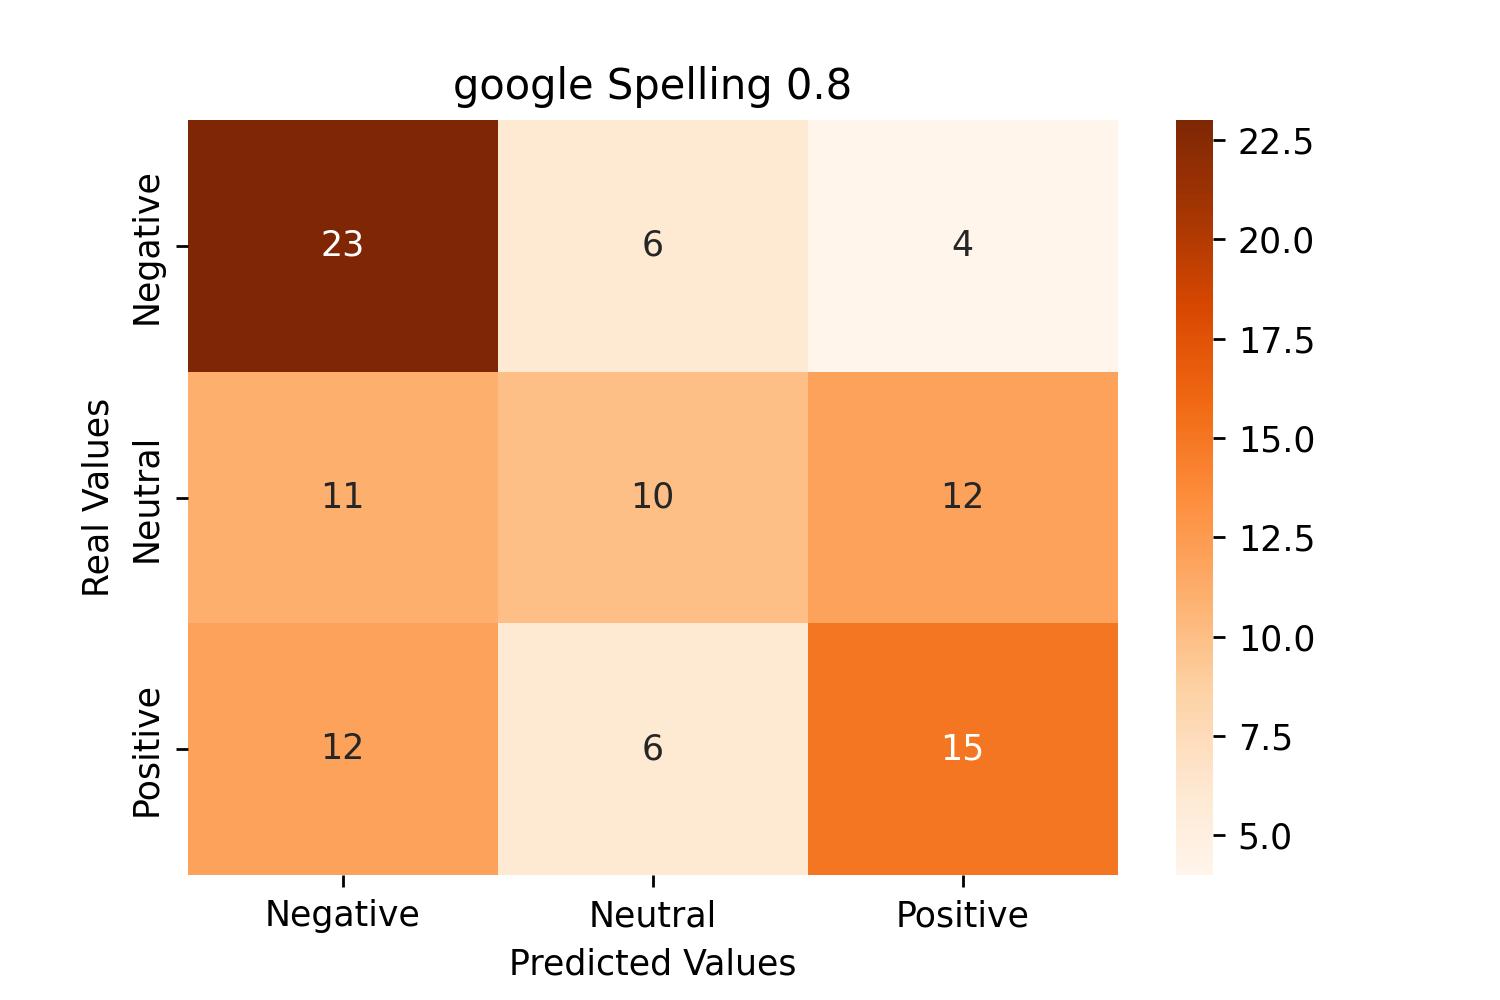 google Spelling 0.8
Real Values
Negative
23 6 4
Neutral
11 10 12
Positive
12 6 15
Negative Neutral Positive
Predicted Values
22.5
20.0
17.5
15.0
12.5
10.0
7.5
5.0